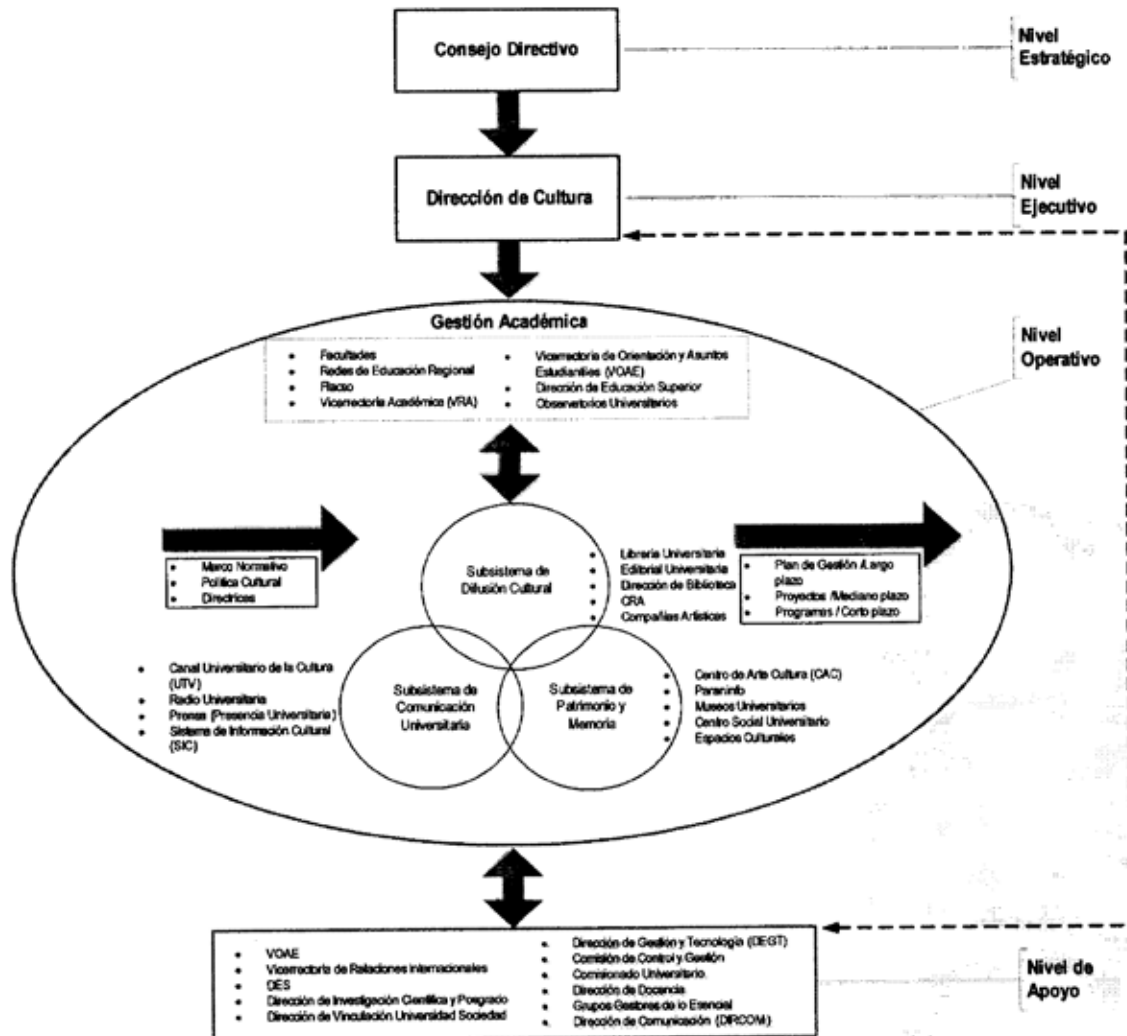 Consejo Directivo
Nivel
Estratégico
Dirección de Cultura
Nivel
Ejecutivo
Gestión Académica
Nivel
Operativo
• Facultades
• Redes de Educación Regional
• Flacso
• Vicerrectoría Académica (VRA)
• Vicerrectoría de Orientación y Asuntos
Estudiantiles (VOAE)
• Dirección de Educación Superior
• Observatorios Universitarios
• Marco Normativo
• Política Cultural
• Directrices
Subsistema de
Difusión Cultural
• Librería Universitaria
• Editorial Universitaria
• Dirección de Biblioteca
• CRA
• Compañías Artísticas
• Plan de Gestión /Largo
plazo
• Proyectos /Mediano plazo
• Programas / Corto plazo
• Canal Universitario de la Cultura
(UTV)
• Radio Universitaria
• Prensa (Presencia Universitaria)
• Sistema de Información Cultural
(SIC)
Subsistema de
Comunicación
Universitaria
Subsistema de
Patrimonio y
Memoria
• Centro de Arte Cultura (CAC)
• Paraninfo
• Museos Universitarios
• Centro Social Universitario
• Espacios Culturales
• VOAE
• Vicerrectoría de Relaciones Internacionales
• DES
• Dirección de Investigación Científica y Posgrado
• Dirección de Vinculación Universidad Sociedad
• Dirección de Gestión y Tecnología (DEGT)
• Comisión de Control y Gestión
• Comisionado Universitario.
• Dirección de Docencia
• Grupos Gestores de lo Esencial
• Dirección de Comunicación (DIRCOM)
Nivel de
Apoyo